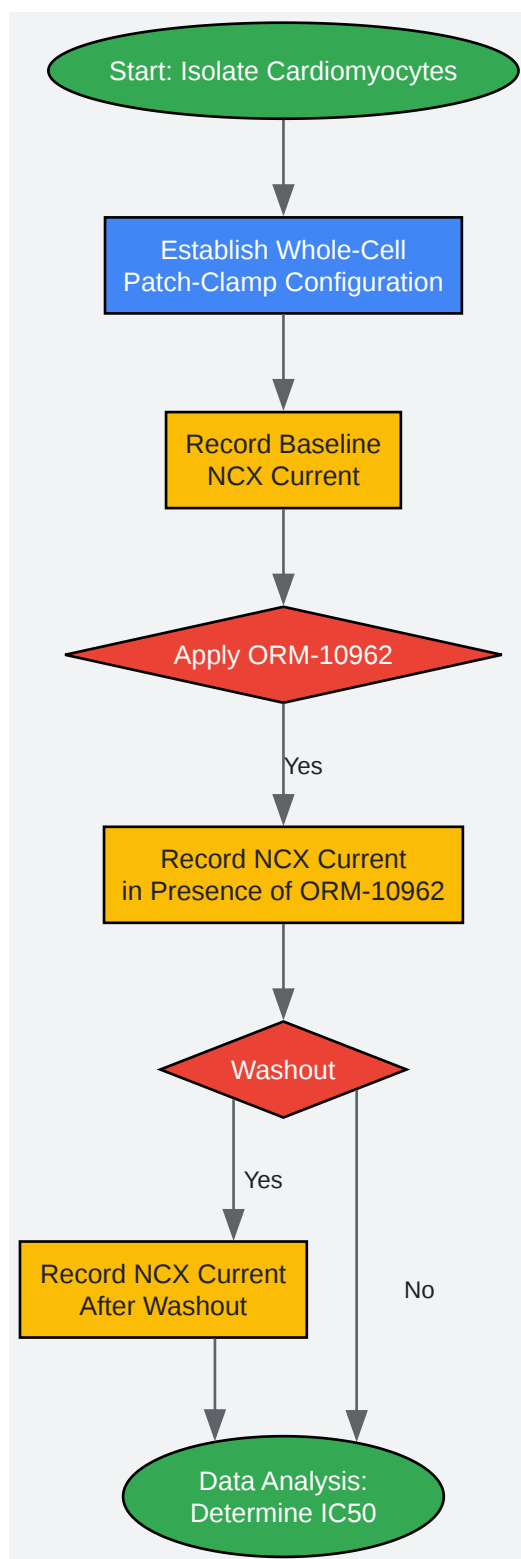 Start: Isolate Cardiomyocytes
Establish Whole-Cell
Patch-Clamp Configuration
Record Baseline
NCX Current
Apply ORM-10962
Yes
Record NCX Current
in Presence of ORM-10962
Washout
Yes
Record NCX Current
After Washout
No
Data Analysis:
Determine IC50